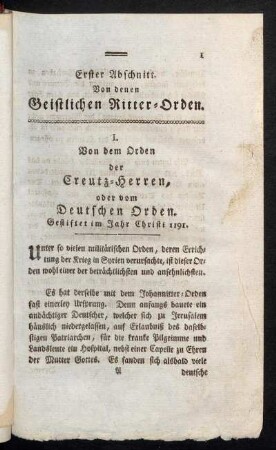 1
Erster Abschnitt.
Von denen
Geistlichen Ritter-Orden.
I.
Von dem Orden
der
Creutz-Herren,
oder vom
Deutschen Orden.
Gestiftet im Jahr Christi 1191.
Unter so vielen militärischen Orden, deren Errich-
tung der Krieg in Syrien verursachte, ist dieser Or-
den wohl einer der beträchtlichsten und ansehnlichsten.
Es hat derselbe mit dem Johanniter-Orden
fast einerley Ursprung. Denn anfangs baute ein
andächtiger Deutscher, welcher sich zu Jerusalem
häuslich niedergelassen, auf Erlaubniß des daselb-
stigen Patriarchen, für die kranke Pilgrimme und
Landsleute ein Hospital, nebst einer Capelle zu Ehren
der Mutter Gottes. Es fanden sich alsbald viele
A deutsche